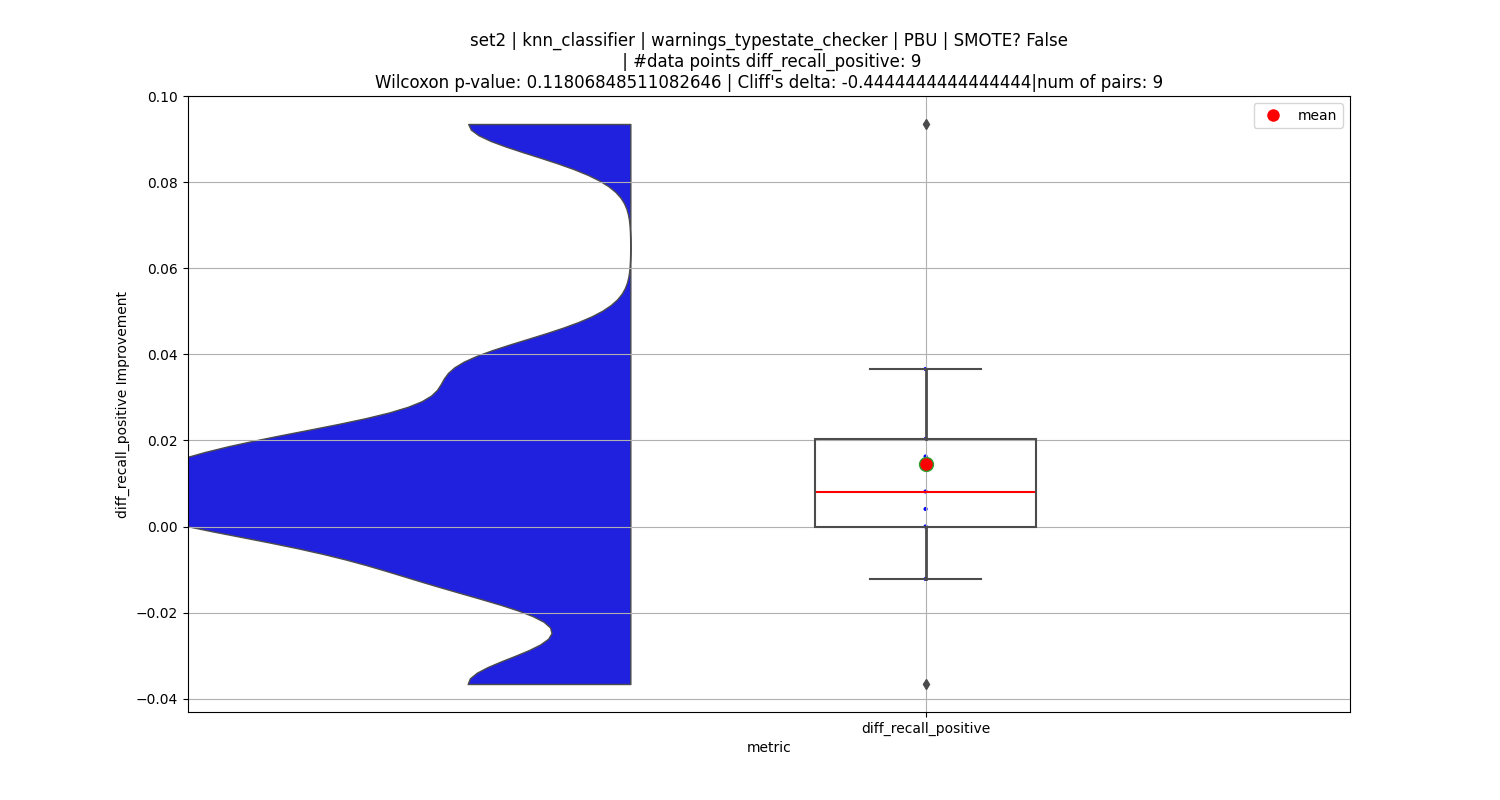 set2 | knn_classifier | warnings_typestate_checker | PBU | SMOTE? False
| #data points diff_recall_positive: 9
Wilcoxon p-value: 0.11806848511082646 | Cliff's delta: -0.4444444444444444|num of pairs: 9
0.10
mean
0.08
0.06
0.04
0.02
0.00
−0.02
−0.04
diff_recall_positive Improvement
diff_recall_positive
metric